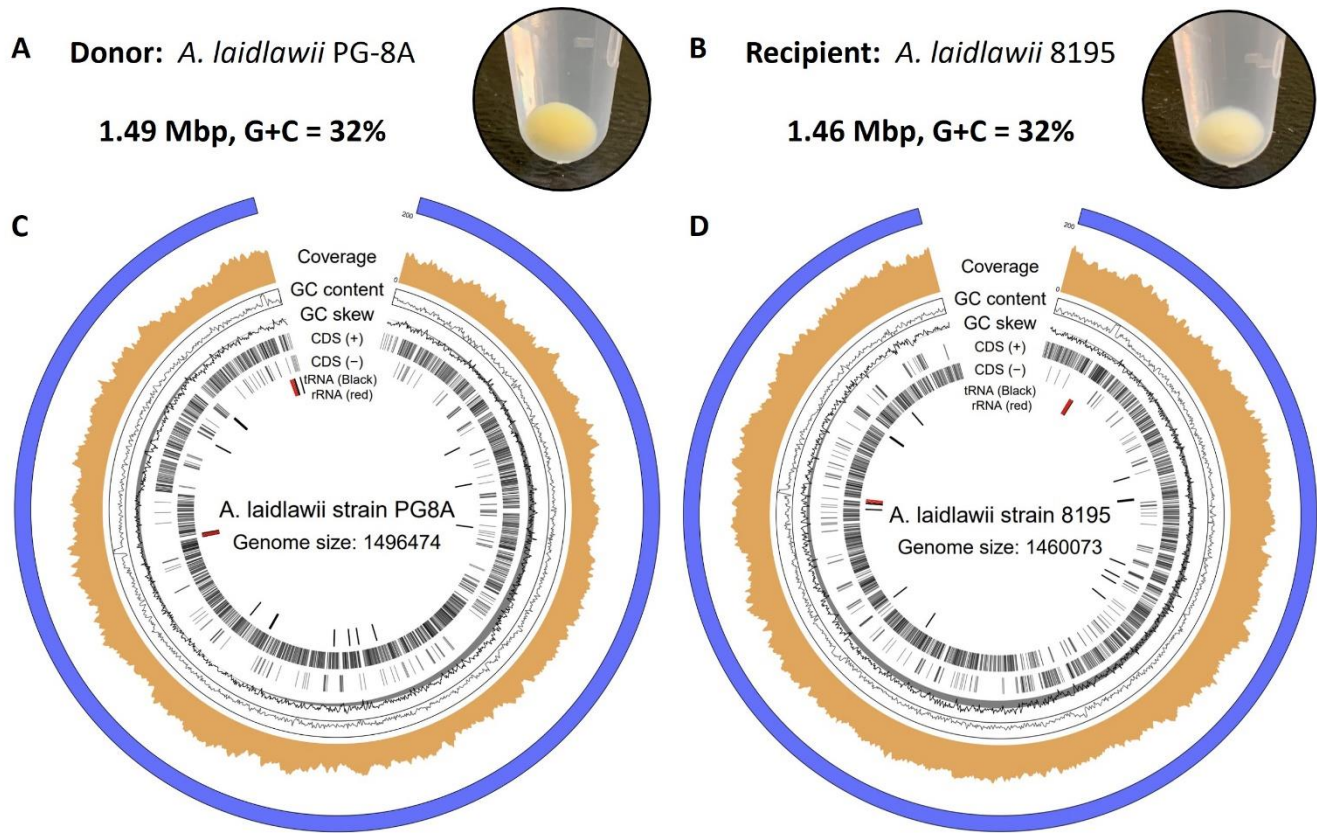 A Donor: A. laidlawii PG-8A
1.49 Mbp, G+C = 32%
B Recipient: A. laidlawii 8195
1.46 Mbp, G+C = 32%
C
200
0
Coverage
GC content
GC skew
CDS (+)
CDS (−)
tRNA (Black)
rRNA (red)
A. laidlawii strain PG8A
Genome size: 1496474
D
200
0
Coverage
GC content
GC skew
CDS (+)
CDS (−)
tRNA (Black)
rRNA (red)
A. laidlawii strain 8195
Genome size: 1460073